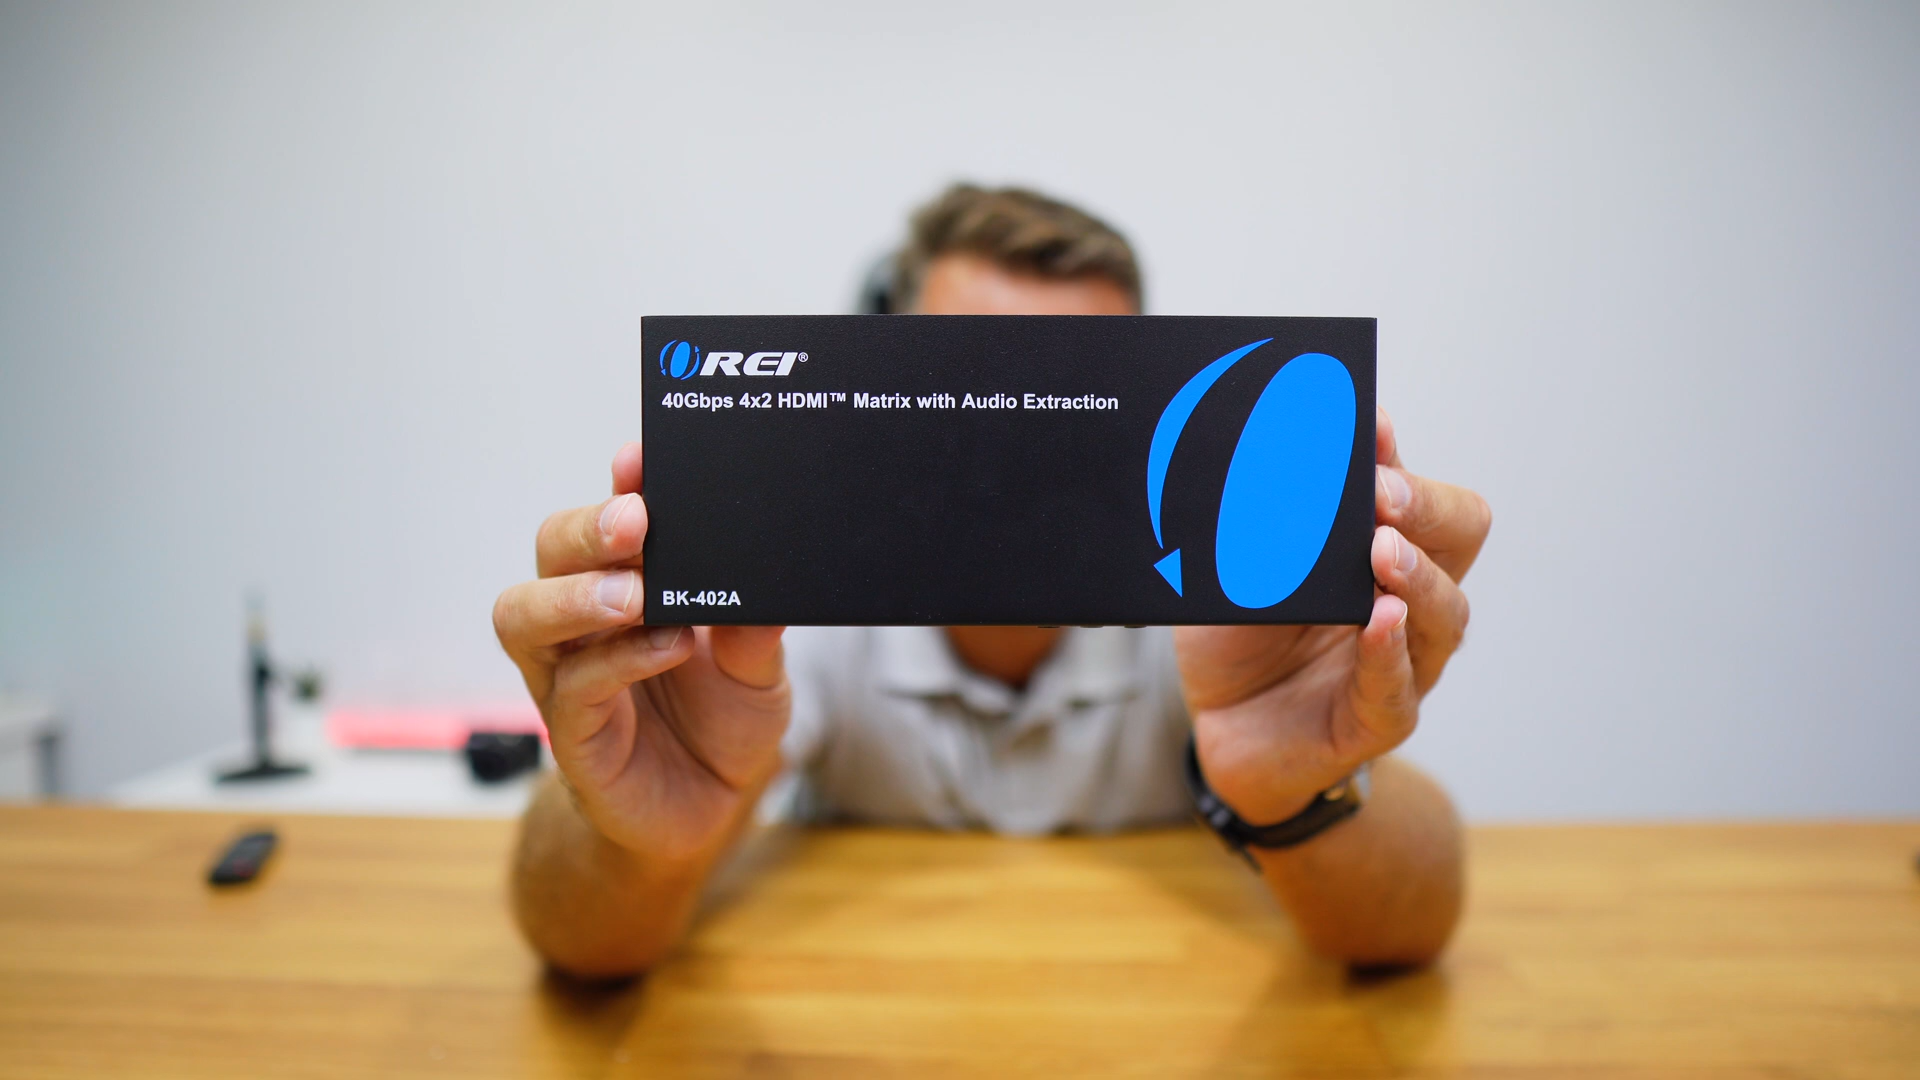 OREI®
40Gbps 4x2 HDMI™ Matrix with Audio Extraction
BK-402A